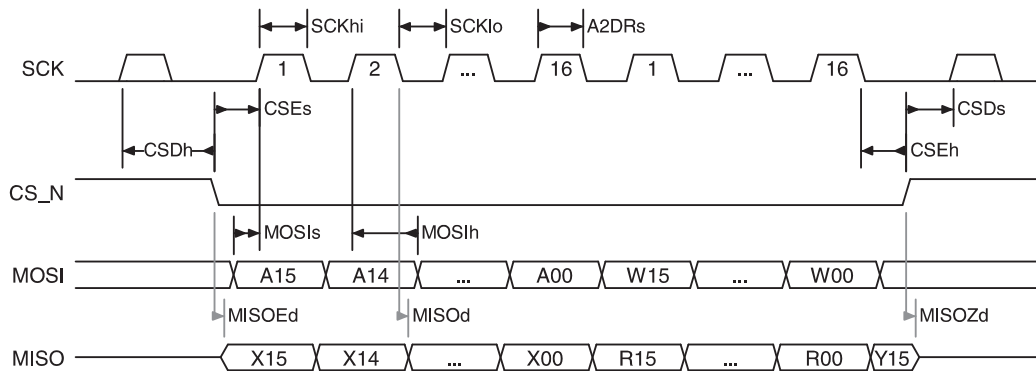 SCKhi SCKlo A2DRs
SCK 1 2 ... 16 1 ... 16
CSEs CSDs
CSDh CSEh
CS_N
MOSIs MOSIh
MOSI A15 A14 ... A00 W15 ... W00
MISOEd MISOd MISOZd
MISO X15 X14 ... X00 R15 ... R00 Y15